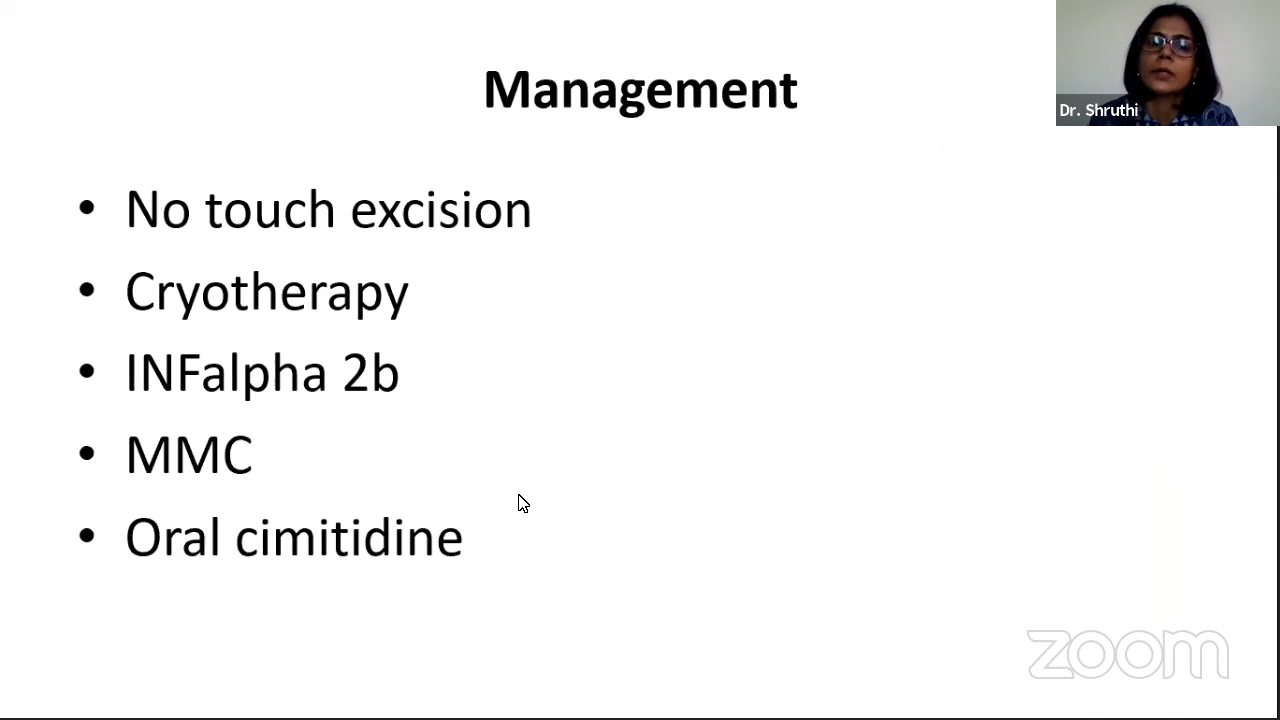 Management
Dr. Shruthi
• No touch excision
• Cryotherapy
• INFalpha 2b
• MMC
• Oral cimitidine
zoom